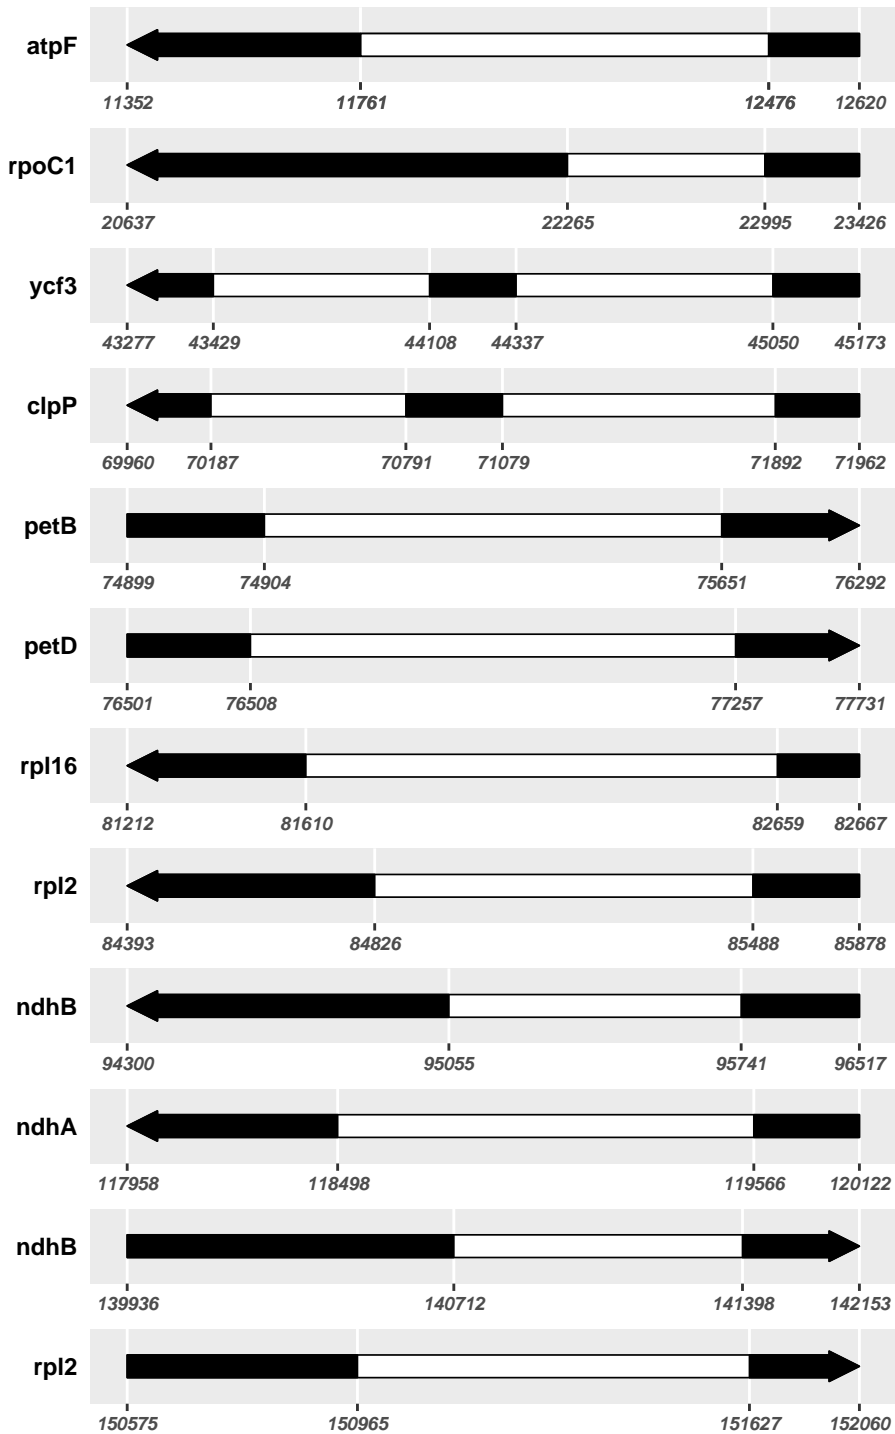 atpF
11352 11761 12476 12620
rpoC1
20637 22265 22995 23426
ycf3
43277 43429 44108 44337 45050 45173
clpP
69960 70187 70791 71079 71892 71962
petB
74899 74904 75651 76292
petD
76501 76508 77257 77731
rpl16
81212 81610 82659 82667
rpl2
84393 84826 85488 85878
ndhB
94300 95055 95741 96517
ndhA
117958 118498 119566 120122
ndhB
139936 140712 141398 142153
rpl2
150575 150965 151627 152060